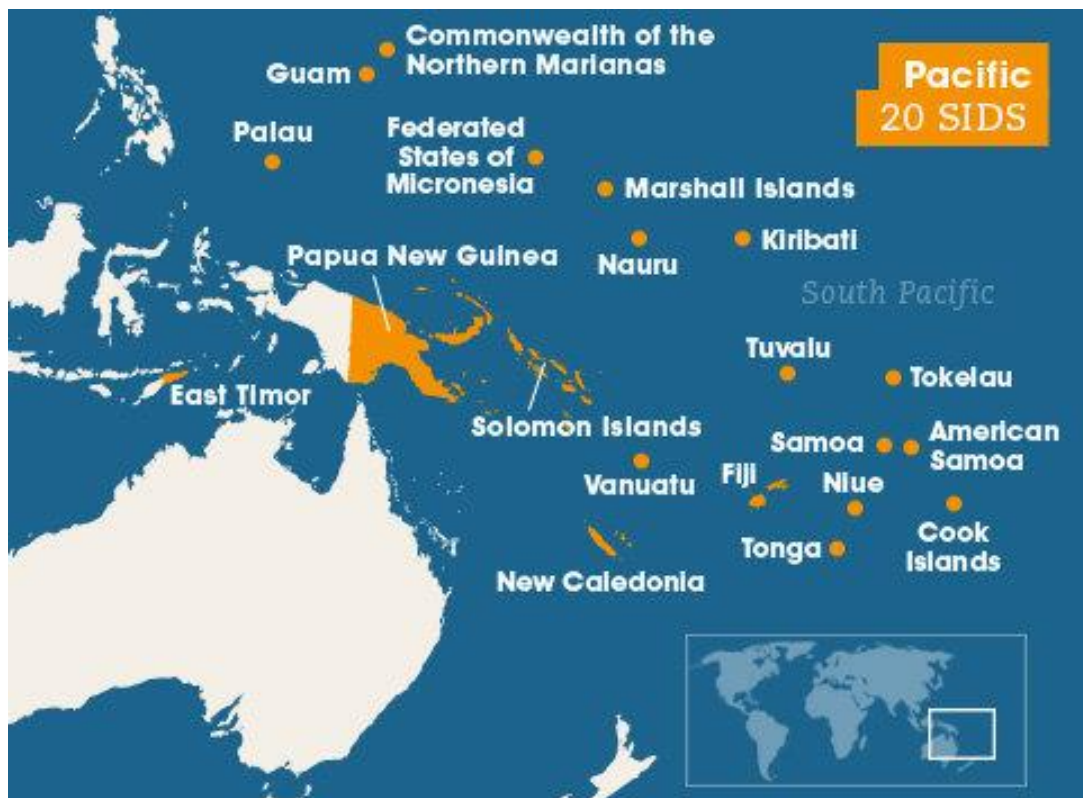 Commonwealth of the
Northern Marianas
Guam
Pacific
20 SIDS
Palau
Federated
States of
Micronesia
Marshall Islands
Kiribati
Nauru
Papua New Guinea
South Pacific
Tuvalu
Tokelau
East Timor
Solomon Islands
American
Samoa
Samoa
Vanuatu
Fiji
Niue
Cook
Islands
Tonga
New Caledonia